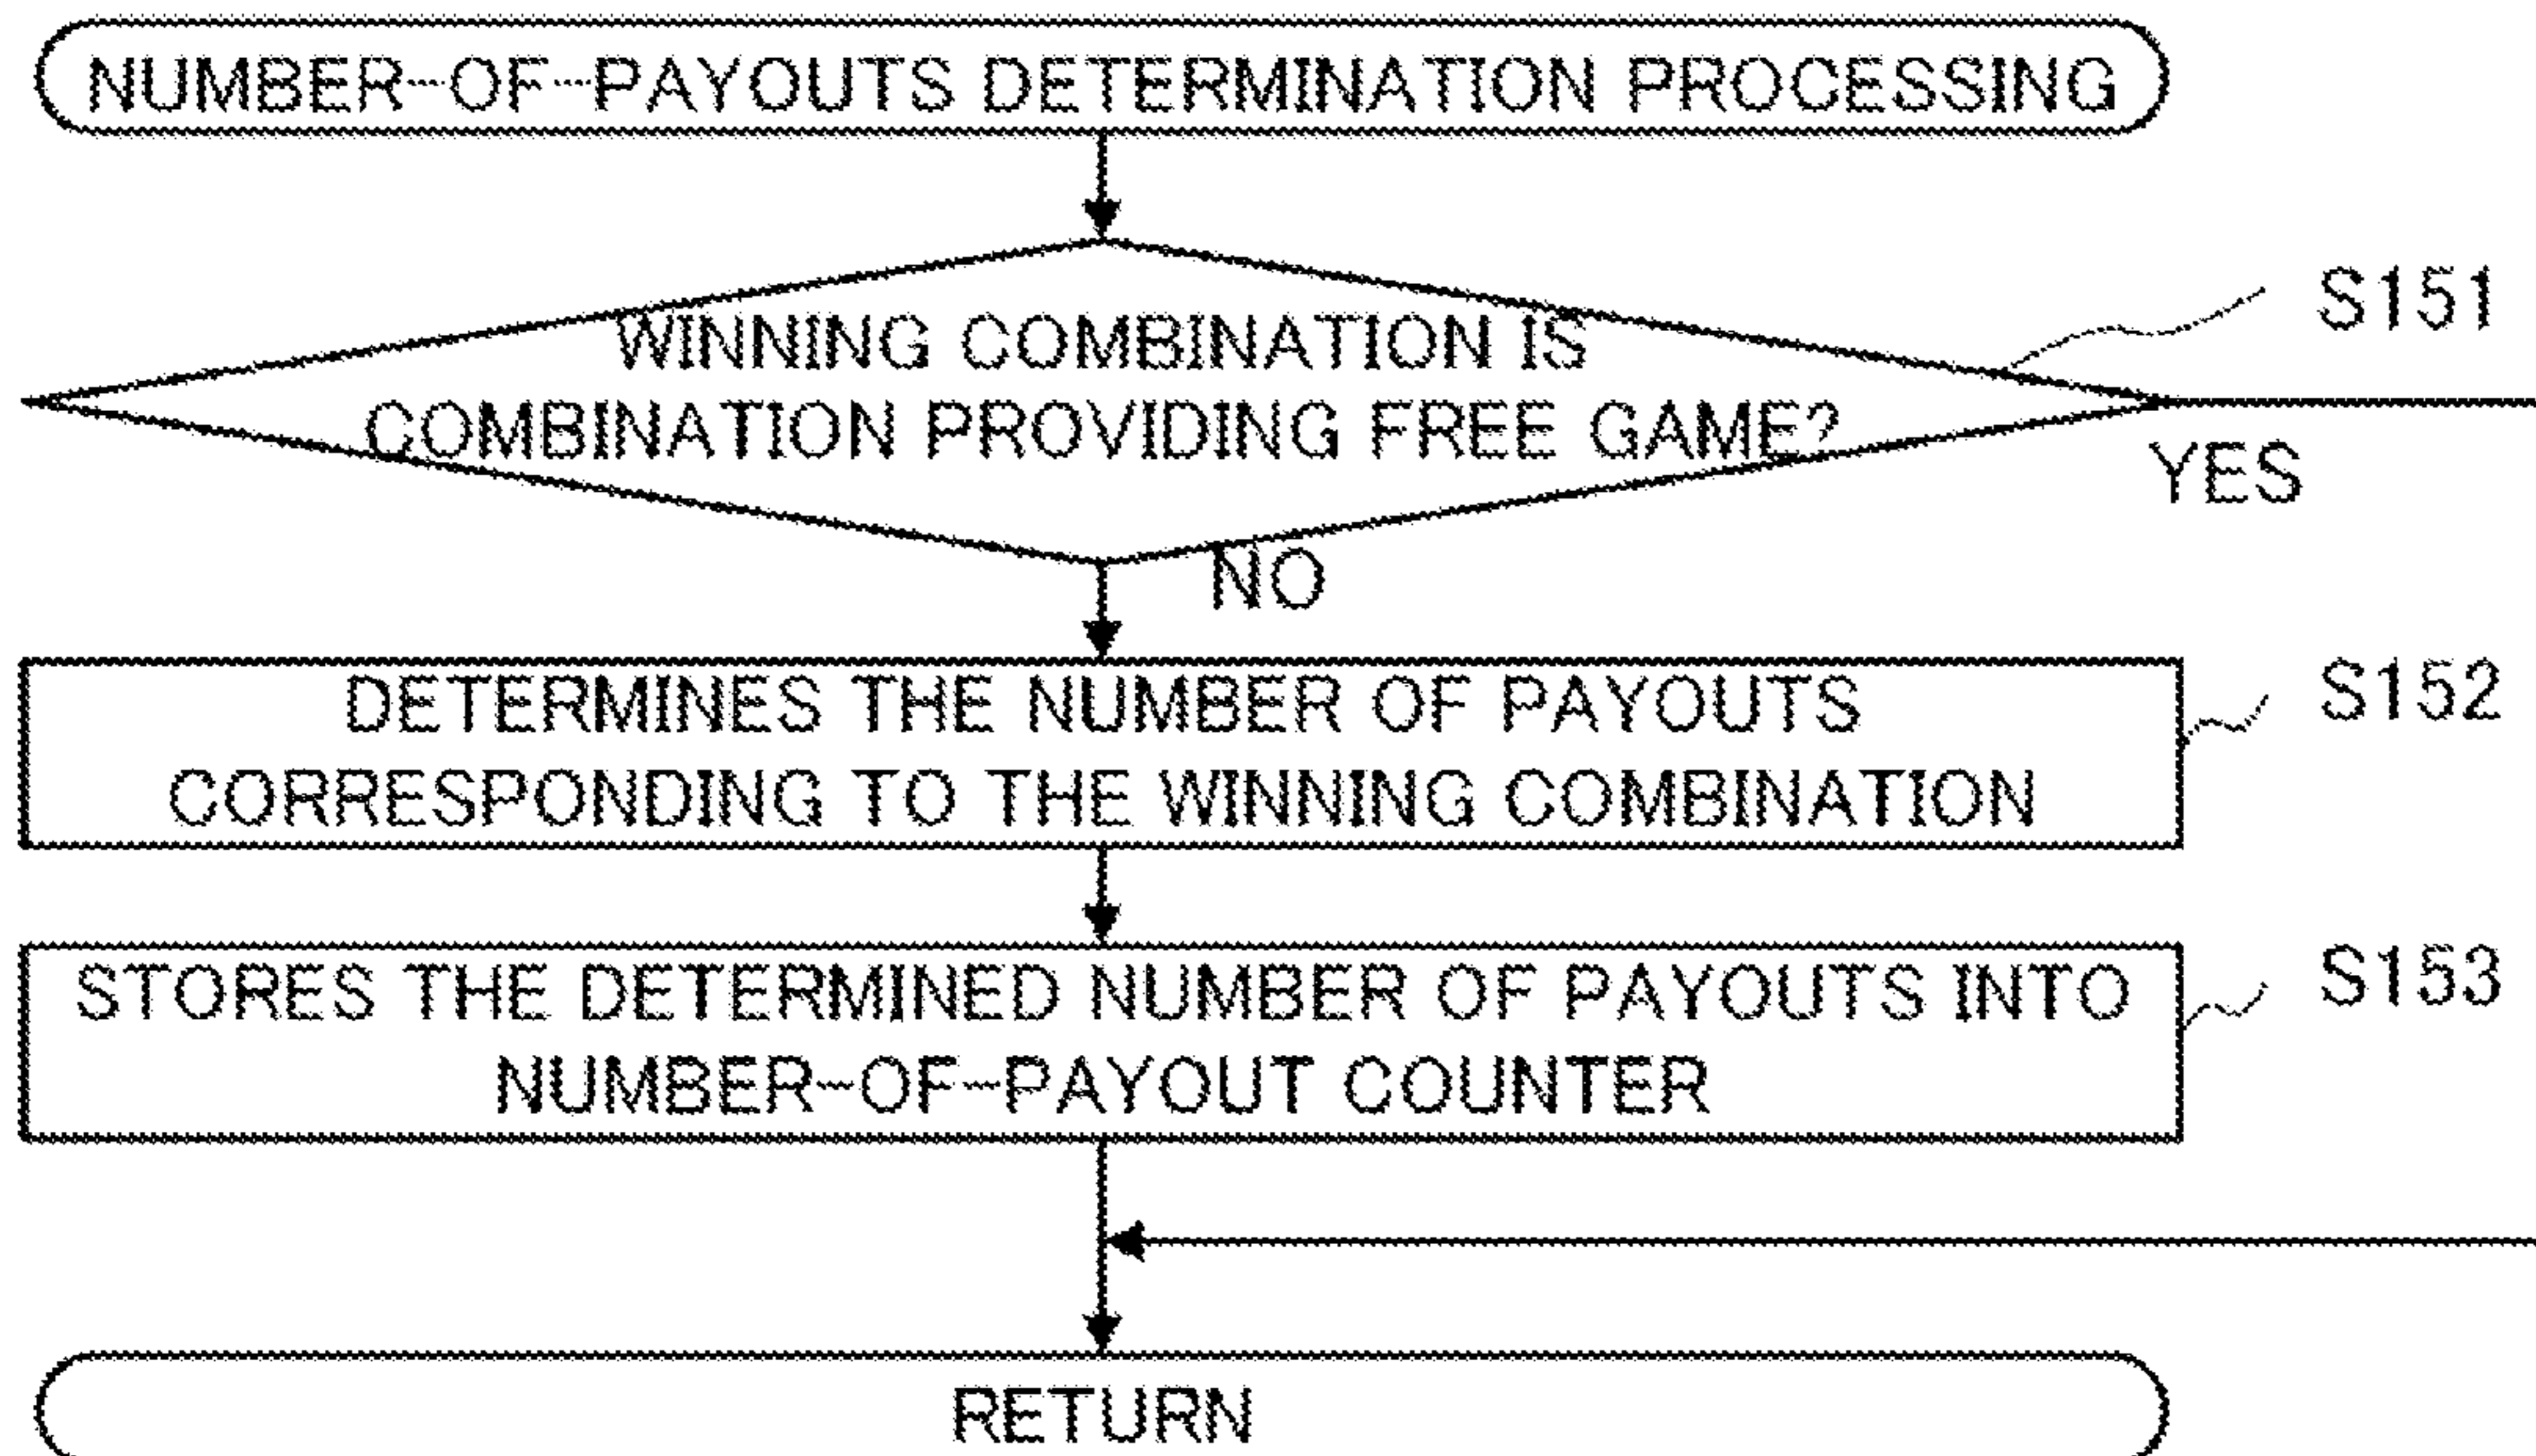 NUMBER-OF-PAYOUTS DETERMINATION PROCESSING
S151
WINNING COMBINATION IS
COMBINATION PROVIDING FREE GAME?
YES
NO
DETERMINES THE NUMBER OF PAYOUTS
CORRESPONDING TO THE WINNING COMBINATION
S152
STORES THE DETERMINED NUMBER OF PAYOUTS INTO
NUMBER-OF-PAYOUT COUNTER
S153
RETURN